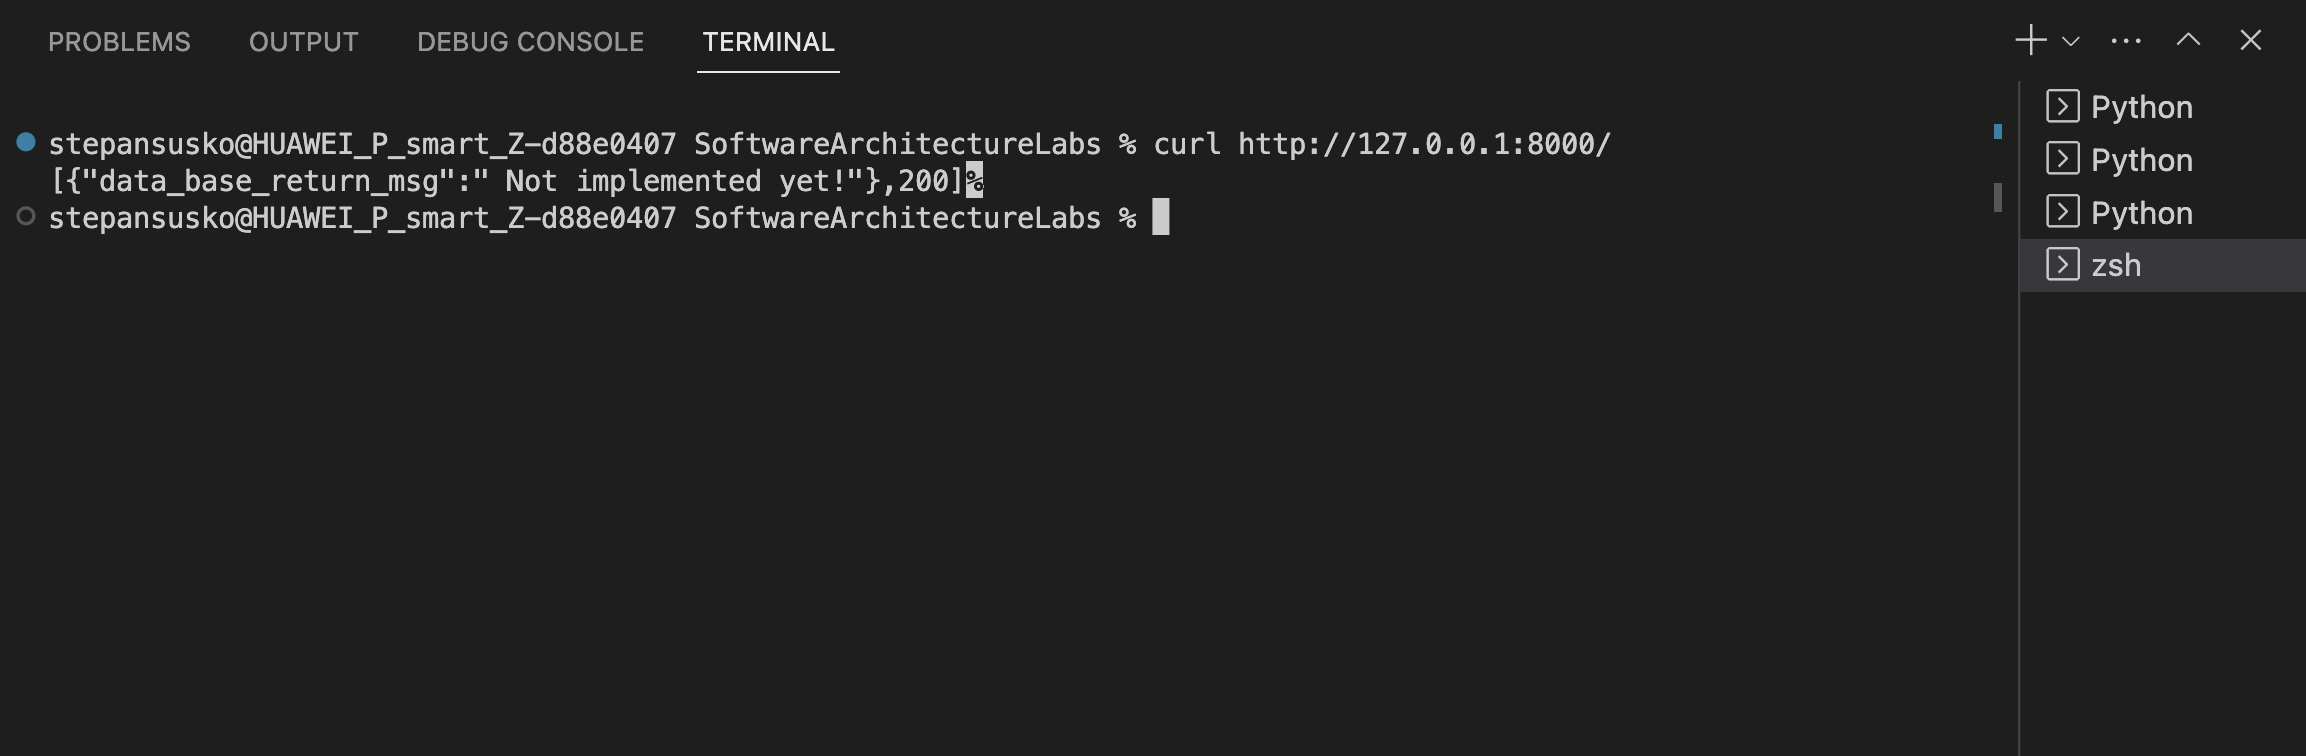 PROBLEMS OUTPUT DEBUG CONSOLE TERMINAL
stepansusko@HUAWEI_P_smart_Z-d88e0407 SoftwareArchitectureLabs % curl http://127.0.0.1:8000/
[{"data_base_return_msg":" Not implemented yet!"},200]%
stepansusko@HUAWEI_P_smart_Z-d88e0407 SoftwareArchitectureLabs %
Python
Python
Python
zsh